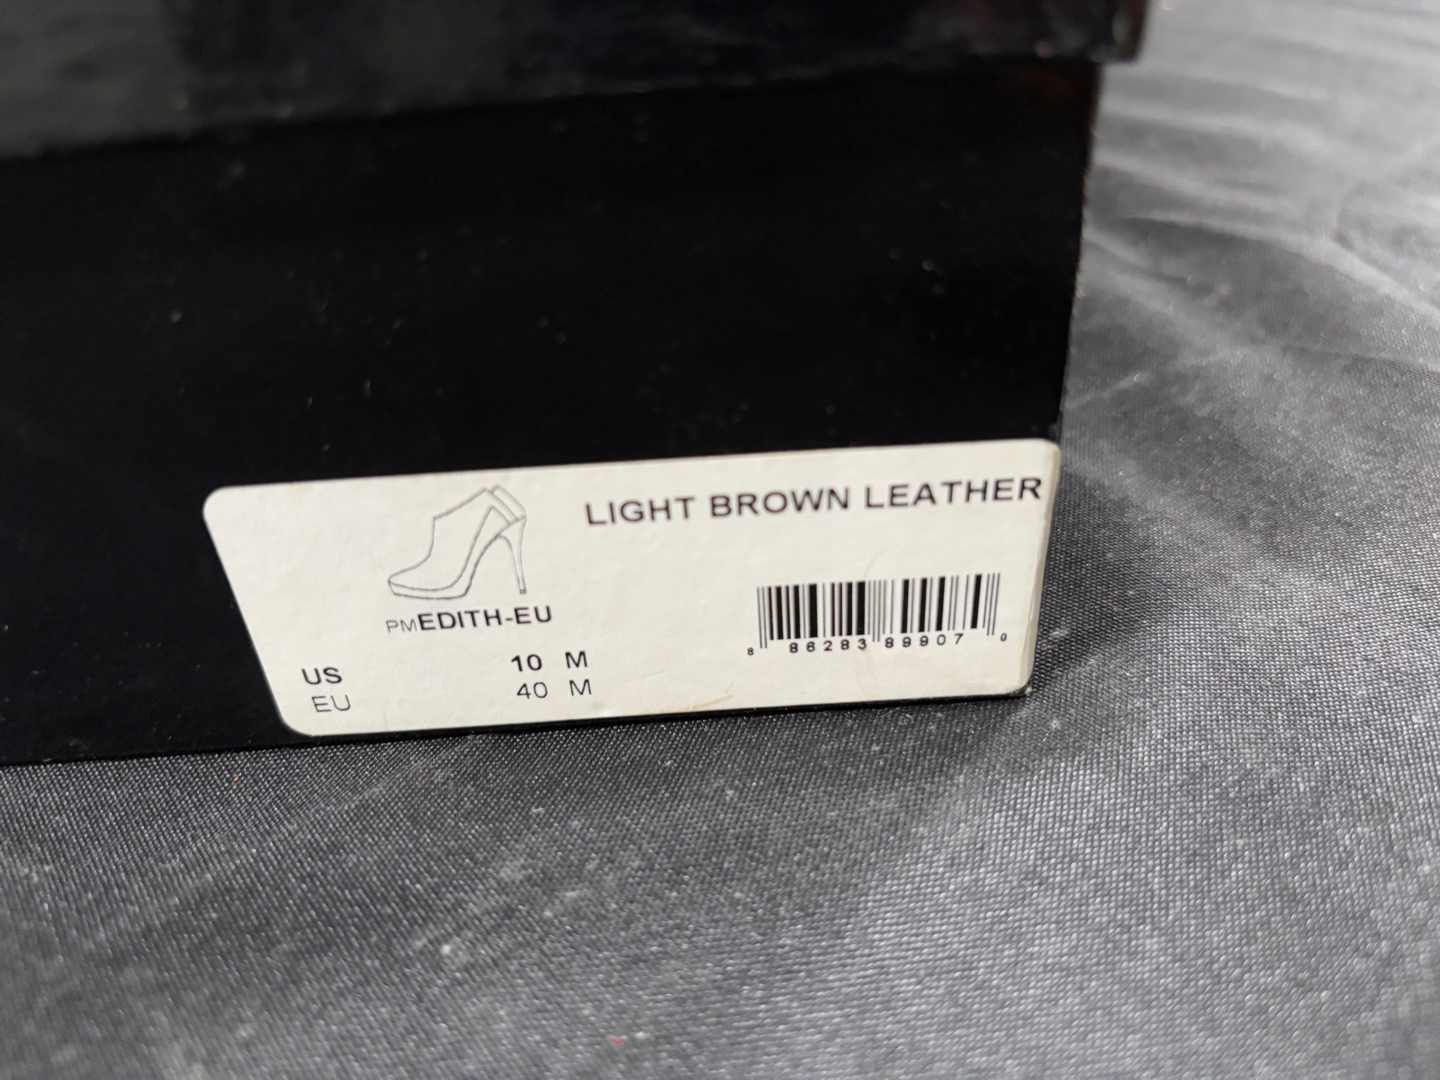 LIGHT BROWN LEATHER
PMEDITH-EU
US 10 M
EU 40 M
8 86283 89907 0